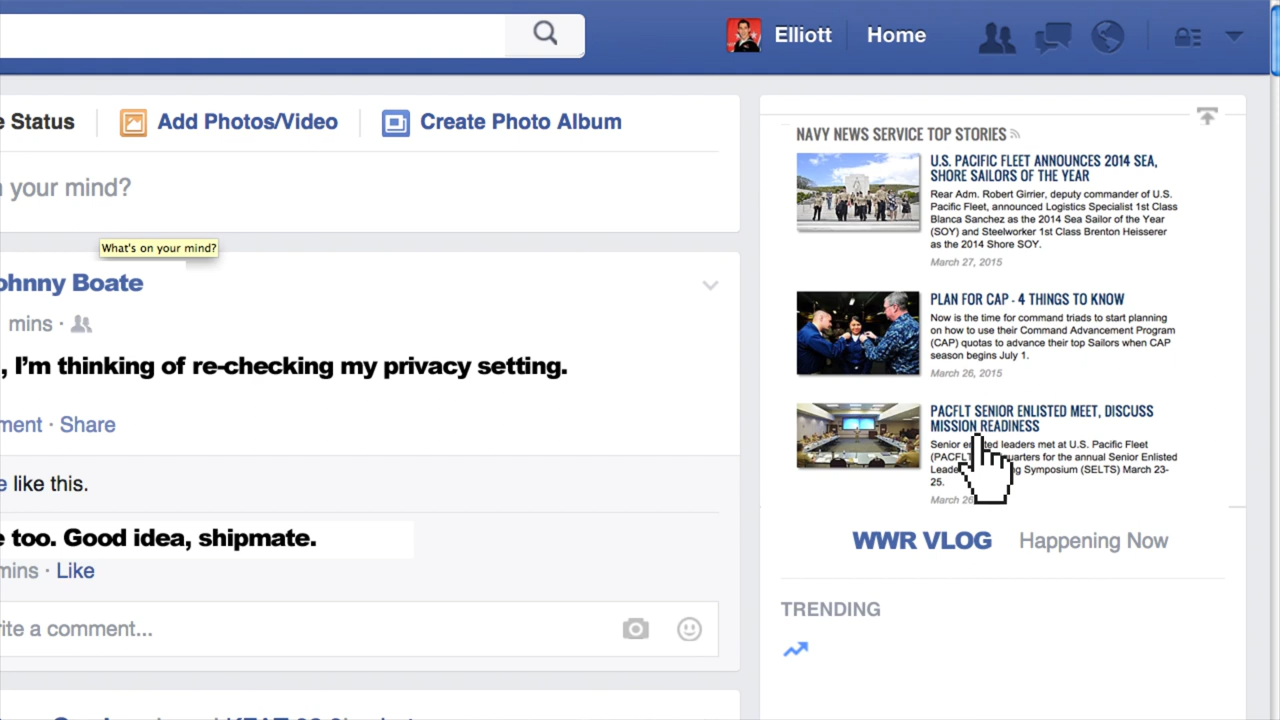 Elliott
Home
e Status
Add Photos/Video
Create Photo Album
n your mind?
What's on your mind?
ohnny Boate
mins ·
, I'm thinking of re-checking my privacy setting.
ment · Share
e like this.
e too. Good idea, shipmate.
mins · Like
rite a comment...
NAVY NEWS SERVICE TOP STORIES
U.S. PACIFIC FLEET ANNOUNCES 2014 SEA,
SHORE SAILORS OF THE YEAR
Rear Adm. Robert Girrier, deputy commander of U.S.
Pacific Fleet, announced Logistics Specialist 1st Class
Blanca Sanchez as the 2014 Sea Sailor of the Year
(SOY) and Steelworker 1st Class Brenton Heisserer
as the 2014 Shore SOY.
March 27, 2015
PLAN FOR CAP - 4 THINGS TO KNOW
Now is the time for command triads to start planning
on how to use their Command Advancement Program
(CAP) quotas to advance their top Sailors when CAP
season begins July 1.
March 26, 2015
PACFLT SENIOR ENLISTED MEET, DISCUSS
MISSION READINESS
Senior en ted leaders met at U.S. Pacific Fleet
(PACFLT uarters for the annual Senior Enlisted
Leade g Symposium (SELTS) March 23-
25.
March 26
WWR VLOG
Happening Now
TRENDING